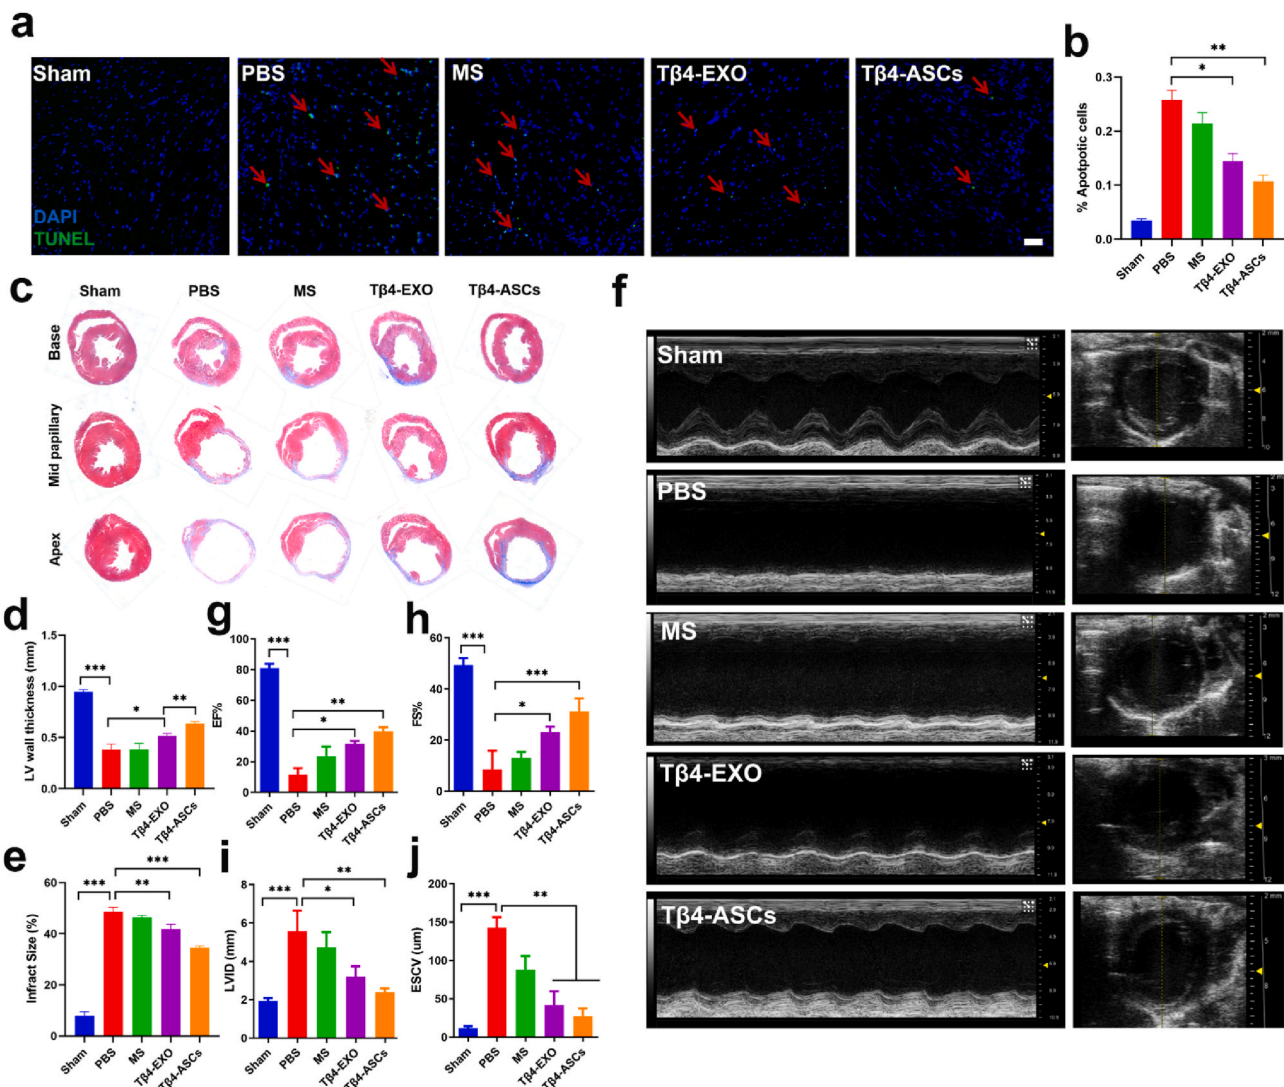 a
Sham
PBS
MS
Tβ4-EXO
Tβ4-ASCs
DAPI
TUNEL
b
**
*
% Apotpotic cells
0.3
0.2
0.1
0.0
Sham
PBS
MS
Tβ4-EXO
Tβ4-ASCs
c
Sham
PBS
MS
Tβ4-EXO
Tβ4-ASCs
Base
Mid papillary
Apex
d
LV wall thickness (mm)
1.5
1.0
0.5
0.0
***
*
**
Sham
PBS
MS
Tβ4-EXO
Tβ4-ASCs
g
EF%
100
80
60
40
20
0
***
**
*
Sham
PBS
MS
Tβ4-EXO
Tβ4-ASCs
h
FS%
60
40
20
0
***
***
*
Sham
PBS
MS
Tβ4-EXO
Tβ4-ASCs
e
Infract Size (%)
60
40
20
0
***
***
**
Sham
PBS
MS
Tβ4-EXO
Tβ4-ASCs
i
LVID (mm)
8
6
4
2
0
***
**
*
Sham
PBS
MS
Tβ4-EXO
Tβ4-ASCs
j
ESCV (um)
200
150
100
50
0
***
**
Sham
PBS
MS
Tβ4-EXO
Tβ4-ASCs
f
Sham
PBS
MS
Tβ4-EXO
Tβ4-ASCs